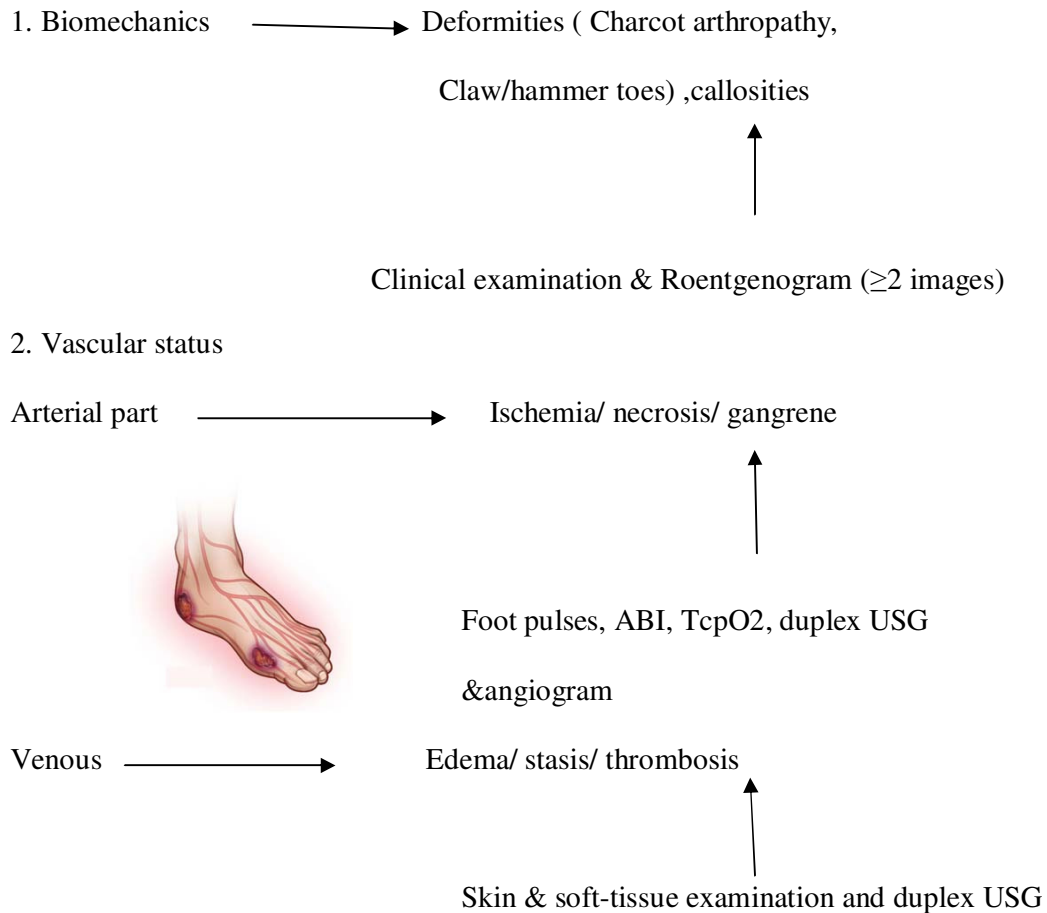 1. Biomechanics Deformities ( Charcot arthropathy,
Claw/hammer toes) ,callosities
Clinical examination & Roentgenogram (≥2 images)
2. Vascular status
Arterial part Ischemia/ necrosis/ gangrene
Foot pulses, ABI, TcpO2, duplex USG
&angiogram
Venous Edema/ stasis/ thrombosis
Skin & soft-tissue examination and duplex USG